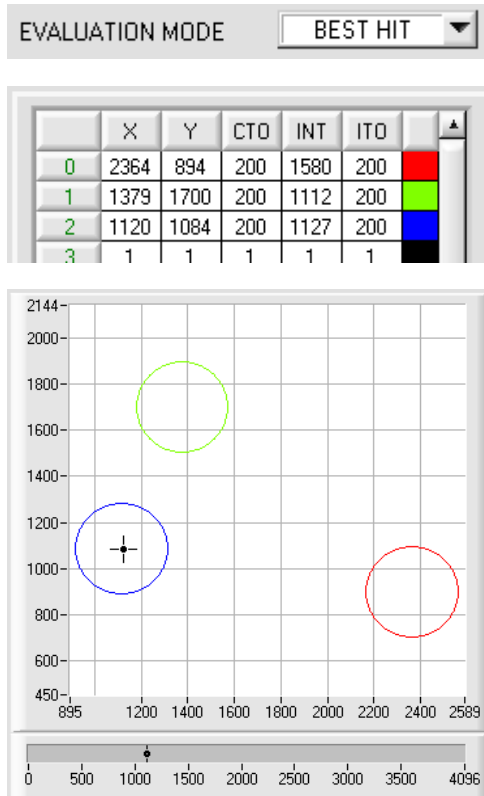 EVALUATION MODE BEST HIT
X Y CTO INT ITO
0 2364 894 200 1580 200
1 1379 1700 200 1112 200
2 1120 1084 200 1127 200
3 1 1 1 1 1
2144
2000
1800
1600
1400
1200
1000
800
600
450
895 1200 1400 1600 1800 2000 2200 2400 2589
0 500 1000 1500 2000 2500 3000 3500 4096